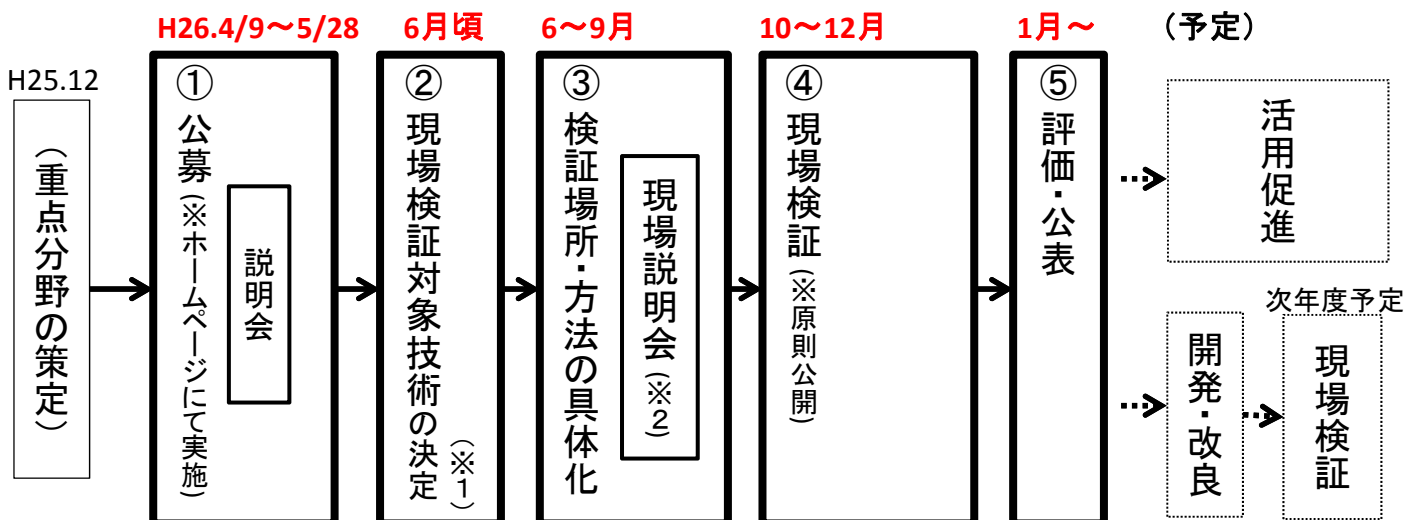 H26.4/9～5/28
6月頃
6～9月
10～12月
1月～
（予定）
H25.12
（重点分野の策定）
①公募（※ホームページにて実施）
説明会
②現場検証対象技術の決定
（※１）
③検証場所・方法の具体化
現場説明会（※２）
④現場検証（※原則公開）
⑤評価・公表
活用促進
次年度予定
開発・改良
現場検証